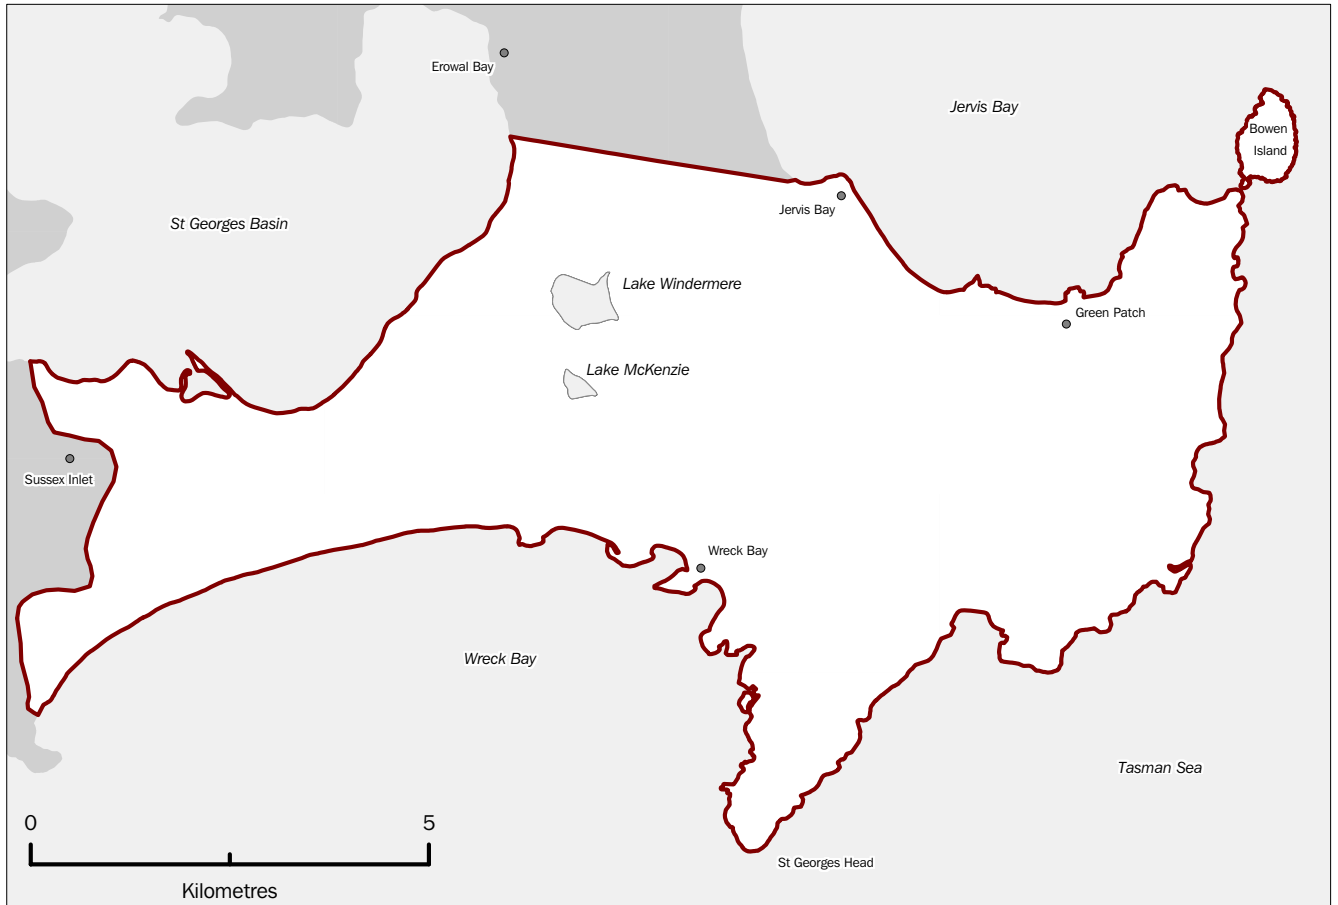 Erowal Bay
Jervis Bay
Bowen
Island
Jervis Bay
St Georges Basin
Lake Windermere
Green Patch
Lake McKenzie
Sussex Inlet
Wreck Bay
Wreck Bay
Tasman Sea
0 5
St Georges Head
Kilometres